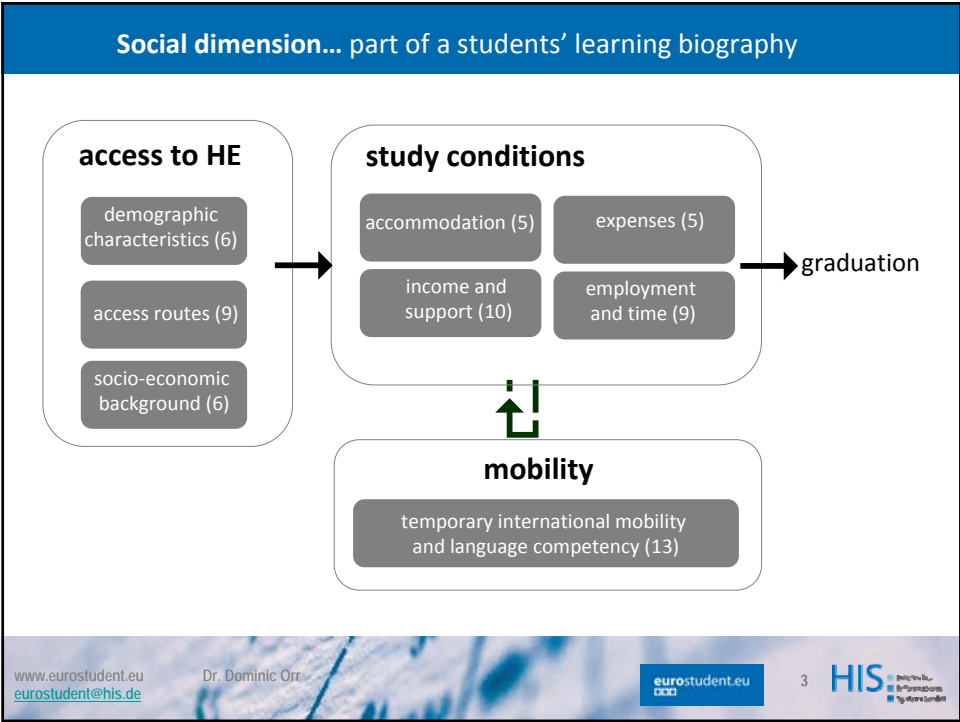 Social dimension... part of a students' learning biography
access to HE
demographic
characteristics (6)
access routes (9)
socio-economic
background (6)
study conditions
accommodation (5)
expenses (5)
income and
support (10)
employment
and time (9)
graduation
mobility
temporary international mobility
and language competency (13)
www.eurostudent.eu
eurostudent@his.de
Dr. Dominic Orr
eurostudent.eu
3
HIS